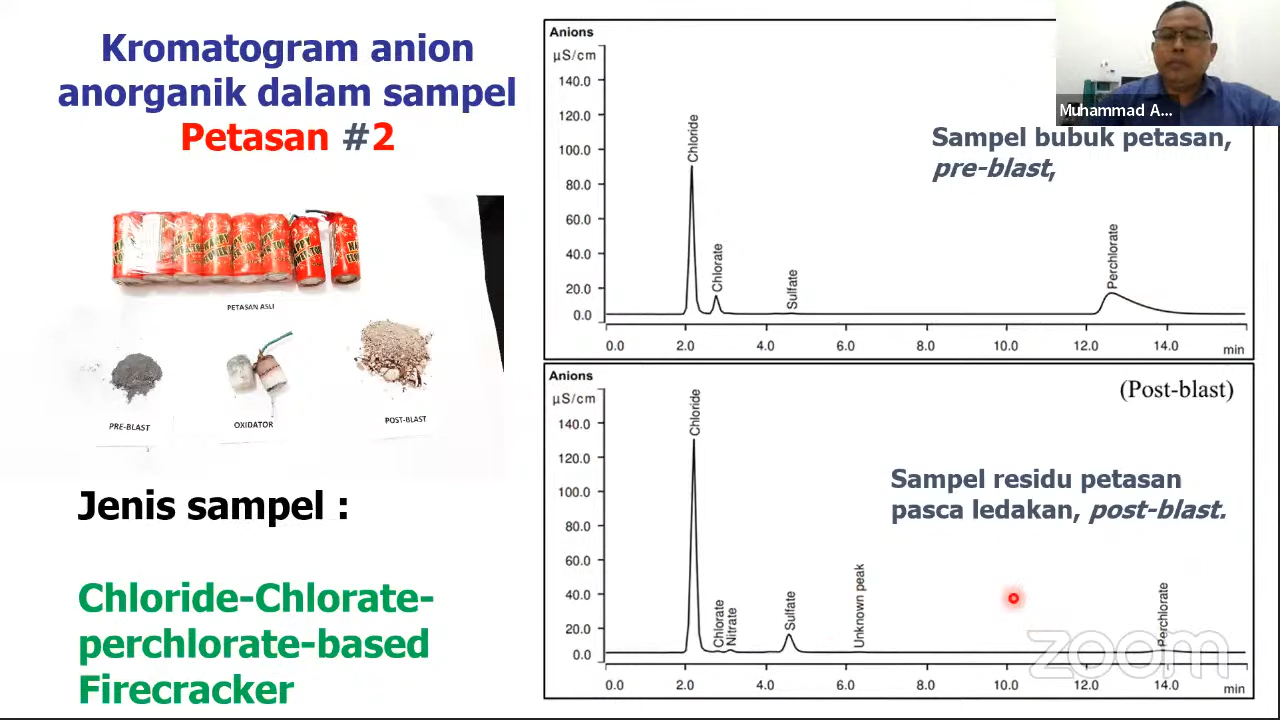 Kromatogram anion
anorganik dalam sampel
Petasan #2
PETASAN ASLI
PRE-BLAST
OXIDATOR
POST-BLAST
Jenis sampel :
Chloride-Chlorate-
perchlorate-based
Firecracker
Anions
µS/cm
140.0
120.0
100.0
80.0
60.0
40.0
20.0
0.0
Chloride
Chlorate
Sulfate
Perchlorate
0.0 2.0 4.0 6.0 8.0 10.0 12.0 14.0 min
Sampel bubuk petasan,
pre-blast,
Muhammad A...
Anions
(Post-blast)
µS/cm
140.0
120.0
100.0
80.0
60.0
40.0
20.0
0.0
Chloride
Chlorate
Nitrate
Sulfate
Unknown peak
Perchlorate
0.0 2.0 4.0 6.0 8.0 10.0 12.0 14.0 min
Sampel residu petasan
pasca ledakan, post-blast.
zoom